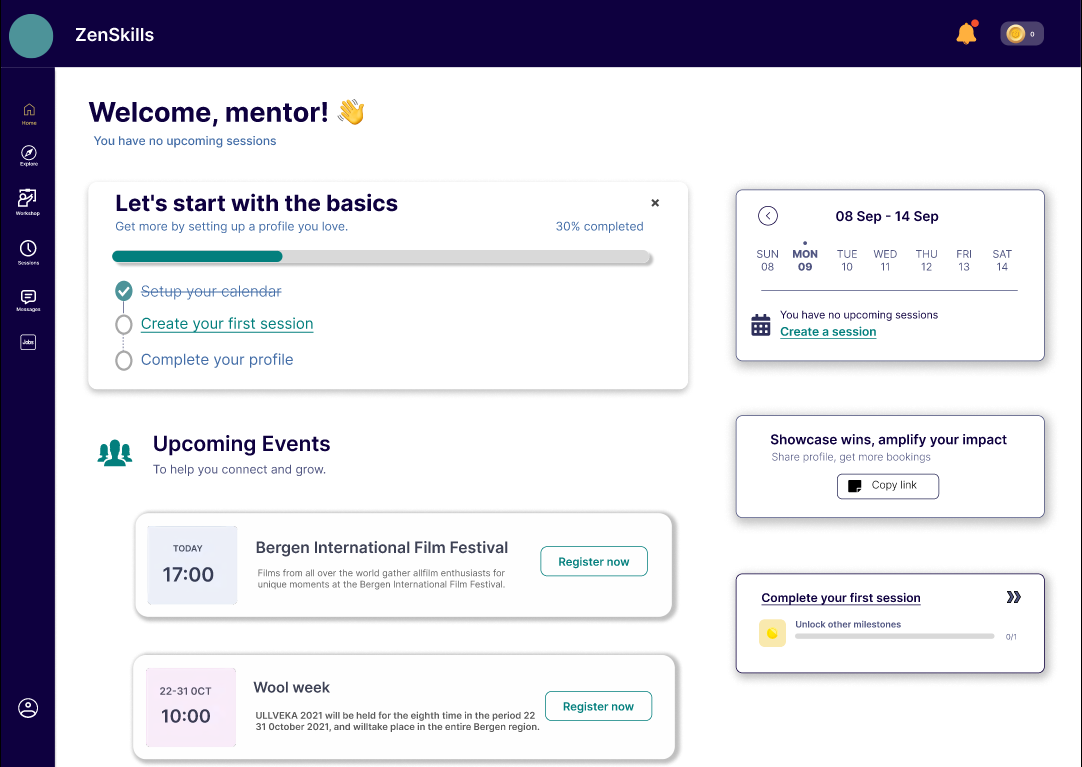 ZenSkills
0
Home
Explore
Workshop
Sessions
Messages
Jobs
Welcome, mentor! 👋
You have no upcoming sessions
Let's start with the basics
×
Get more by setting up a profile you love.
30% completed
Setup your calendar
Create your first session
Complete your profile
08 Sep - 14 Sep
SUN MON TUE WED THU FRI SAT
08 09 10 11 12 13 14
You have no upcoming sessions
Create a session
Upcoming Events
To help you connect and grow.
Showcase wins, amplify your impact
Share profile, get more bookings
Copy link
TODAY
17:00
Bergen International Film Festival
Films from all over the world gather allfilm enthusiasts for
unique moments at the Bergen International Film Festival.
Register now
Complete your first session
Unlock other milestones
0/1
22-31 OCT
10:00
Wool week
ULLVEKA 2021 will be held for the eighth time in the period 22
31 October 2021, and willtake place in the entire Bergen region.
Register now